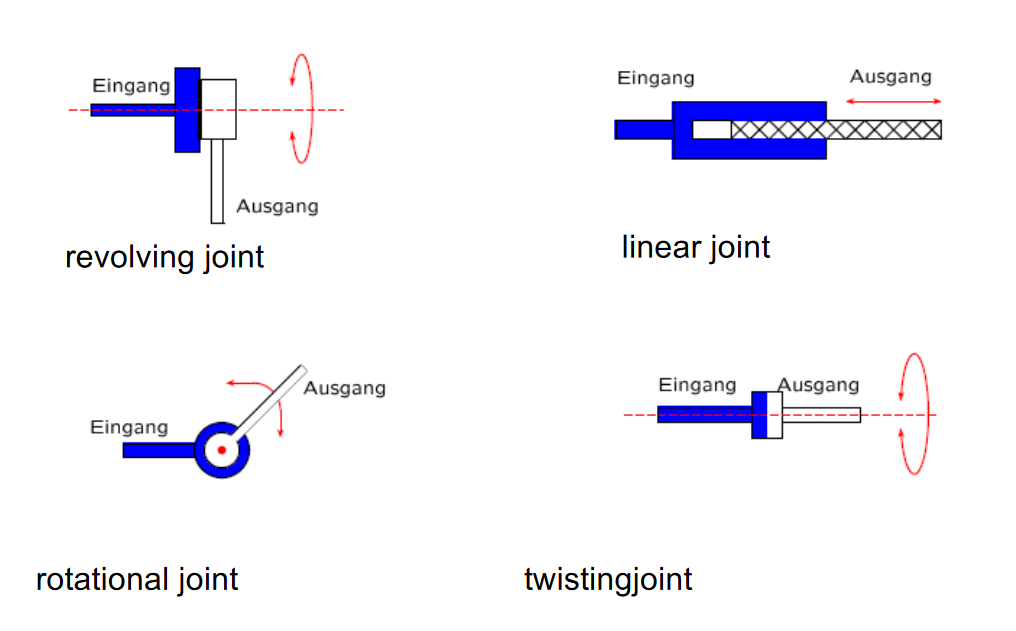 Eingang
Ausgang
revolving joint
Eingang
Ausgang
linear joint
Eingang
Ausgang
rotational joint
Eingang
Ausgang
twistingjoint